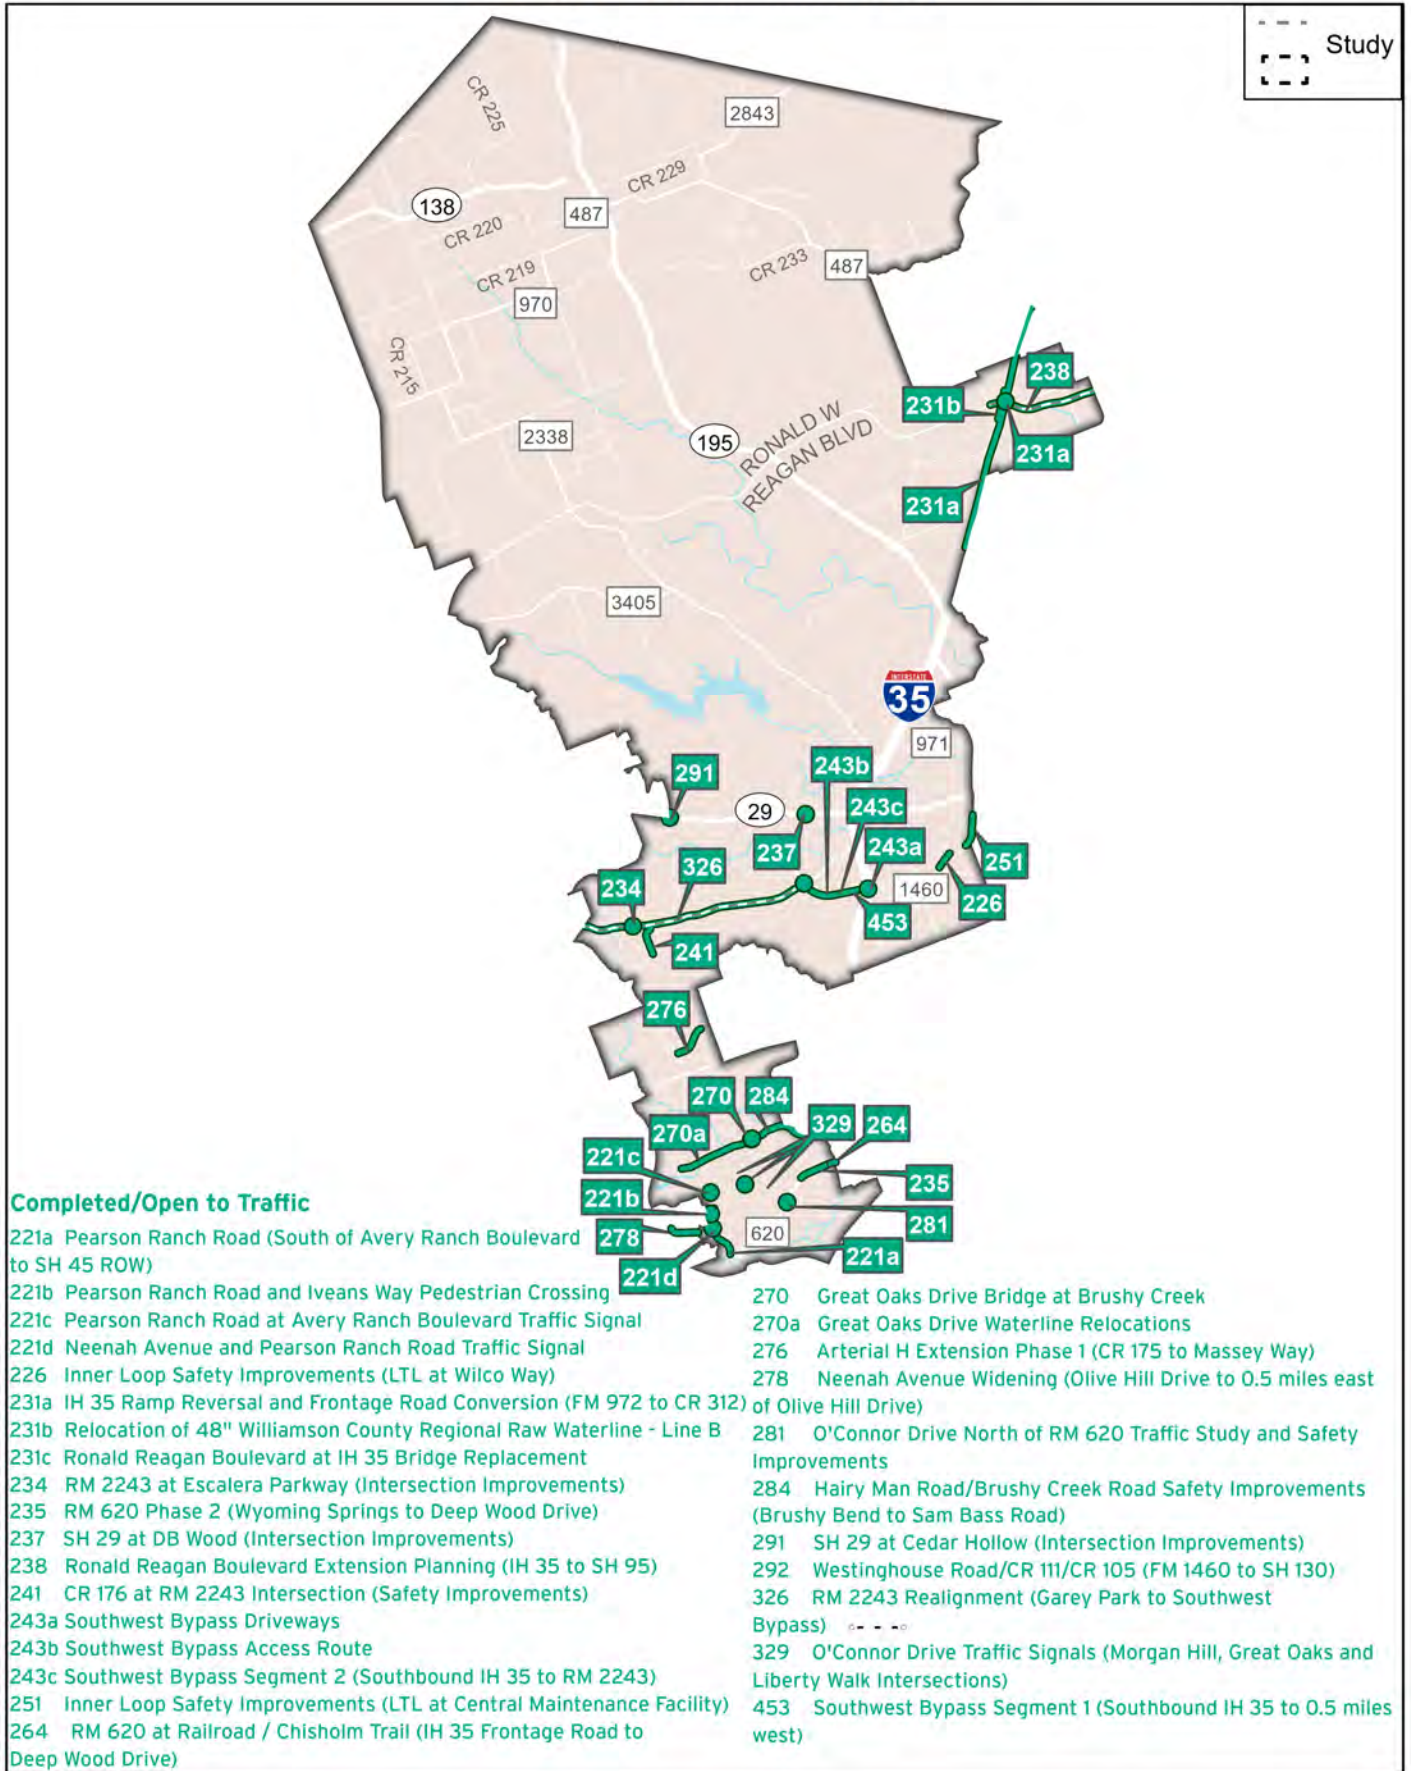 Study
CR 225
2843
CR 229
138
487
CR 220
CR 233
487
CR 219
970
CR 215
238
231b
2338
195
RONALD W
REAGAN BLVD
231a
231a
3405
INTERSTATE
35
971
291
243b
29
243c
237
243a
251
326
234
1460
226
453
241
276
270
284
329
264
270a
221c
235
221b
281
278
620
221a
221d
Completed/Open to Traffic
221a Pearson Ranch Road (South of Avery Ranch Boulevard
to SH 45 ROW)
221b Pearson Ranch Road and Iveans Way Pedestrian Crossing
221c Pearson Ranch Road at Avery Ranch Boulevard Traffic Signal
221d Neenah Avenue and Pearson Ranch Road Traffic Signal
226 Inner Loop Safety Improvements (LTL at Wilco Way)
231a IH 35 Ramp Reversal and Frontage Road Conversion (FM 972 to CR 312)
231b Relocation of 48" Williamson County Regional Raw Waterline - Line B
231c Ronald Reagan Boulevard at IH 35 Bridge Replacement
234 RM 2243 at Escalera Parkway (Intersection Improvements)
235 RM 620 Phase 2 (Wyoming Springs to Deep Wood Drive)
237 SH 29 at DB Wood (Intersection Improvements)
238 Ronald Reagan Boulevard Extension Planning (IH 35 to SH 95)
241 CR 176 at RM 2243 Intersection (Safety Improvements)
243a Southwest Bypass Driveways
243b Southwest Bypass Access Route
243c Southwest Bypass Segment 2 (Southbound IH 35 to RM 2243)
251 Inner Loop Safety Improvements (LTL at Central Maintenance Facility)
264 RM 620 at Railroad / Chisholm Trail (IH 35 Frontage Road to
Deep Wood Drive)
270 Great Oaks Drive Bridge at Brushy Creek
270a Great Oaks Drive Waterline Relocations
276 Arterial H Extension Phase 1 (CR 175 to Massey Way)
278 Neenah Avenue Widening (Olive Hill Drive to 0.5 miles east
of Olive Hill Drive)
281 O'Connor Drive North of RM 620 Traffic Study and Safety
Improvements
284 Hairy Man Road/Brushy Creek Road Safety Improvements
(Brushy Bend to Sam Bass Road)
291 SH 29 at Cedar Hollow (Intersection Improvements)
292 Westinghouse Road/CR 111/CR 105 (FM 1460 to SH 130)
326 RM 2243 Realignment (Garey Park to Southwest
Bypass)
329 O'Connor Drive Traffic Signals (Morgan Hill, Great Oaks and
Liberty Walk Intersections)
453 Southwest Bypass Segment 1 (Southbound IH 35 to 0.5 miles
west)